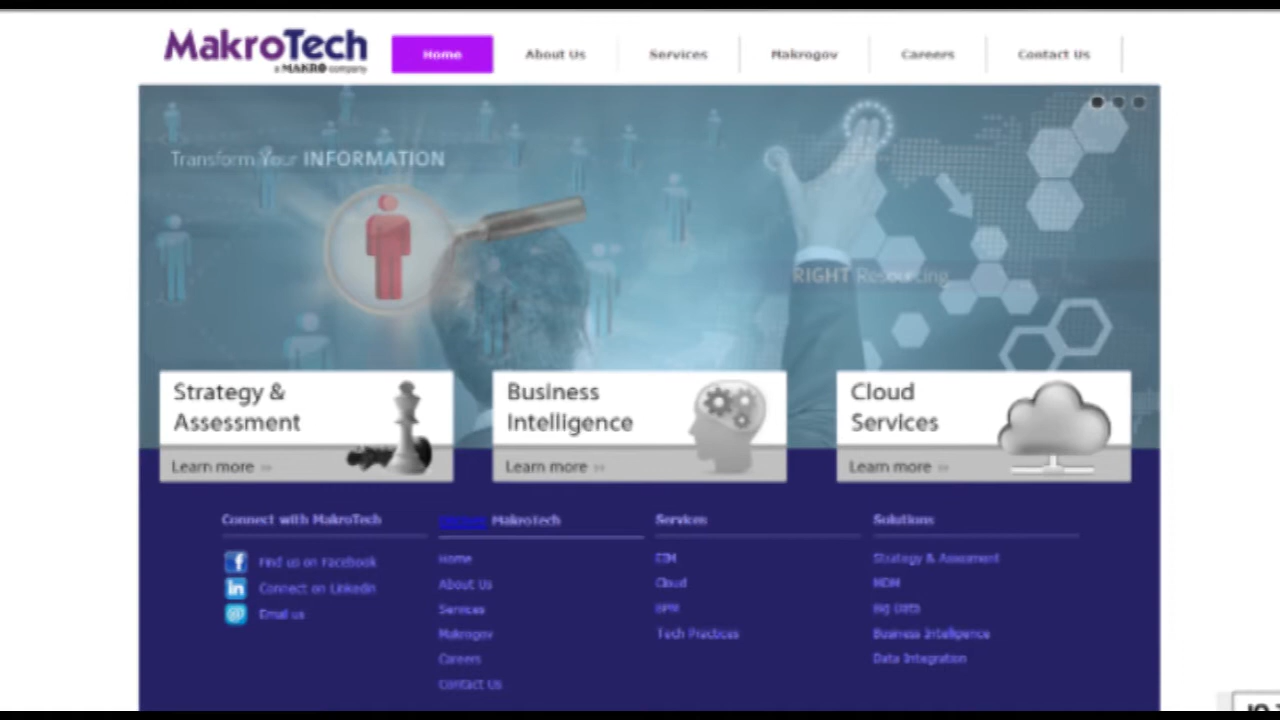 MakroTech
a MAKRO company
Home
About Us
Services
Makrogov
Careers
Contact Us
Transform Your INFORMATION
RIGHT Resourcing
Strategy &
Assessment
Learn more
Business
Intelligence
Learn more
Cloud
Services
Learn more
Connect with MakroTech
Find us on Facebook
Connect on LinkedIn
Email us
MakroTech
Home
About Us
Services
Makrogov
Careers
Contact Us
Services
EIM
Cloud
BPM
Tech Practices
Solutions
Strategy & Assesment
MDM
Big Data
Business Intelligence
Data Integration